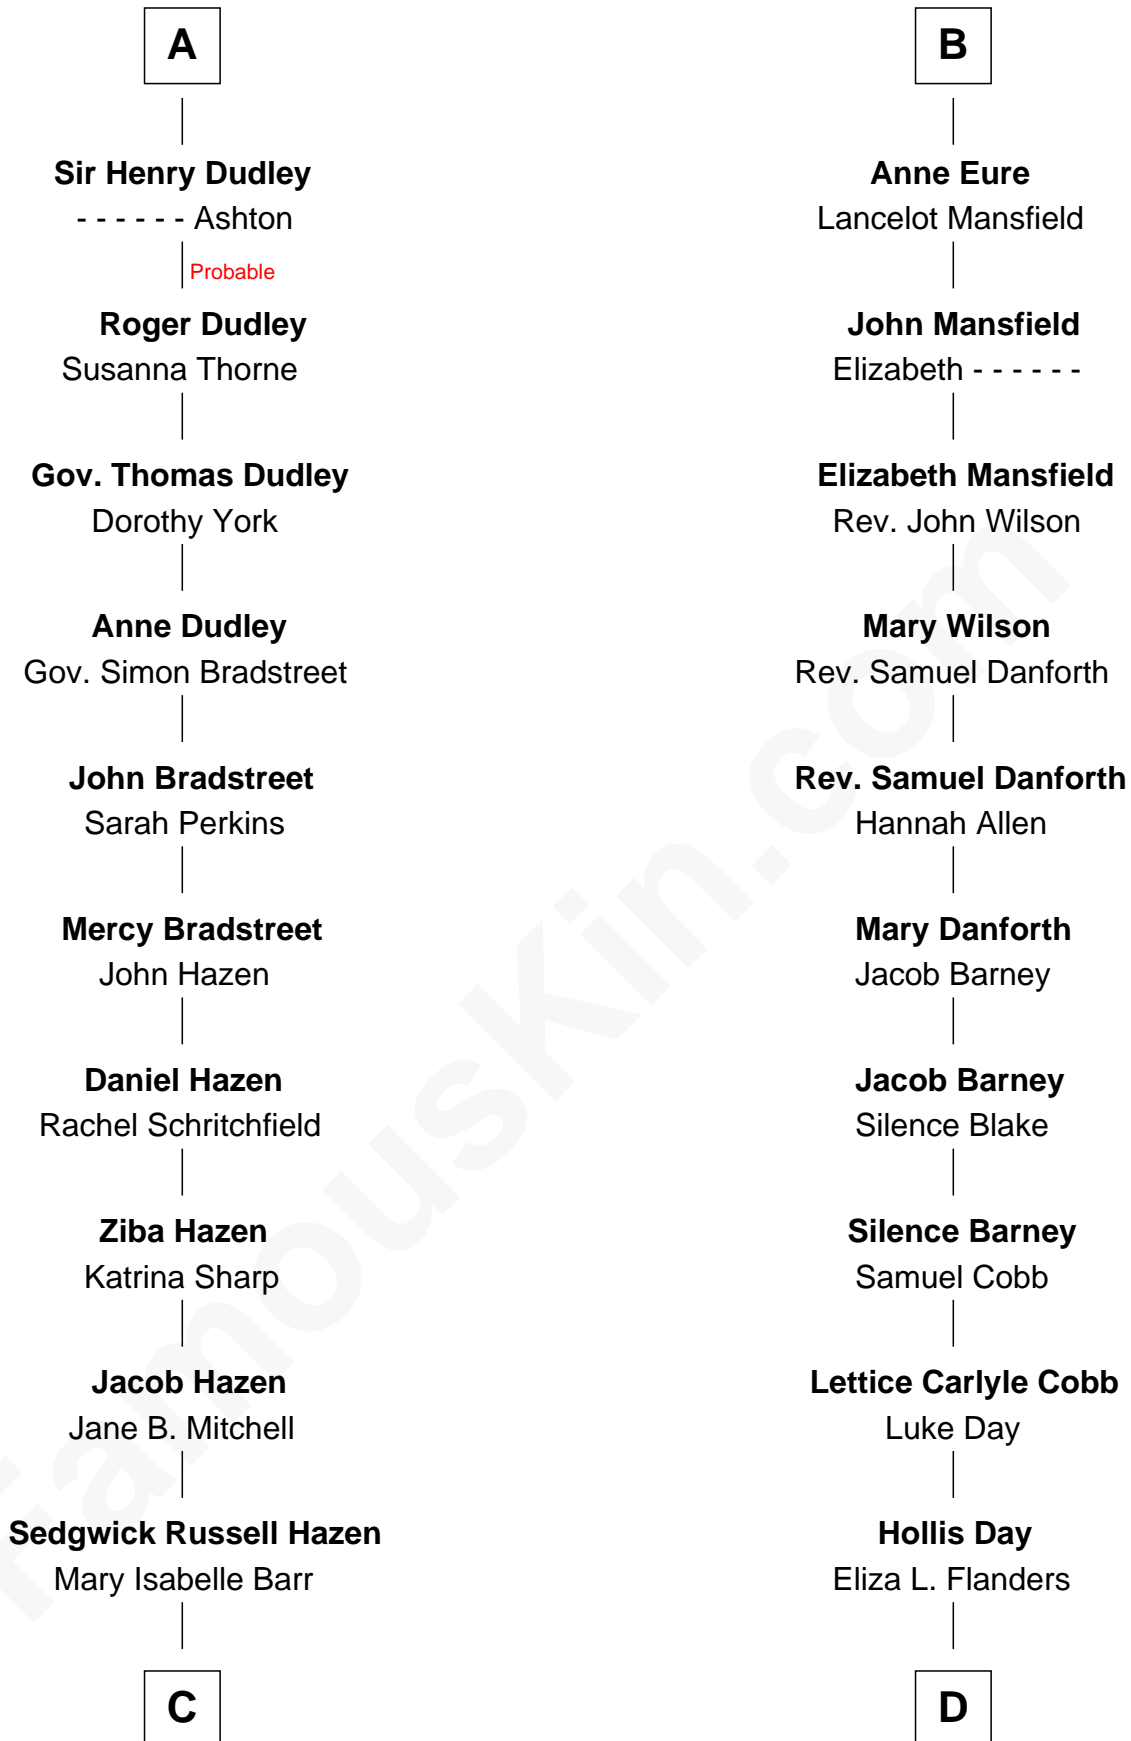 A
Sir Henry Dudley
- - - - - - Ashton
Probable
Roger Dudley
Susanna Thorne
Gov. Thomas Dudley
Dorothy York
Anne Dudley
Gov. Simon Bradstreet
John Bradstreet
Sarah Perkins
Mercy Bradstreet
John Hazen
Daniel Hazen
Rachel Schritchfield
Ziba Hazen
Katrina Sharp
Jacob Hazen
Jane B. Mitchell
Sedgwick Russell Hazen
Mary Isabelle Barr
C
B
Anne Eure
Lancelot Mansfield
John Mansfield
Elizabeth - - - - - -
Elizabeth Mansfield
Rev. John Wilson
Mary Wilson
Rev. Samuel Danforth
Rev. Samuel Danforth
Hannah Allen
Mary Danforth
Jacob Barney
Jacob Barney
Silence Blake
Silence Barney
Samuel Cobb
Lettice Carlyle Cobb
Luke Day
Hollis Day
Eliza L. Flanders
D
FamousKin.com